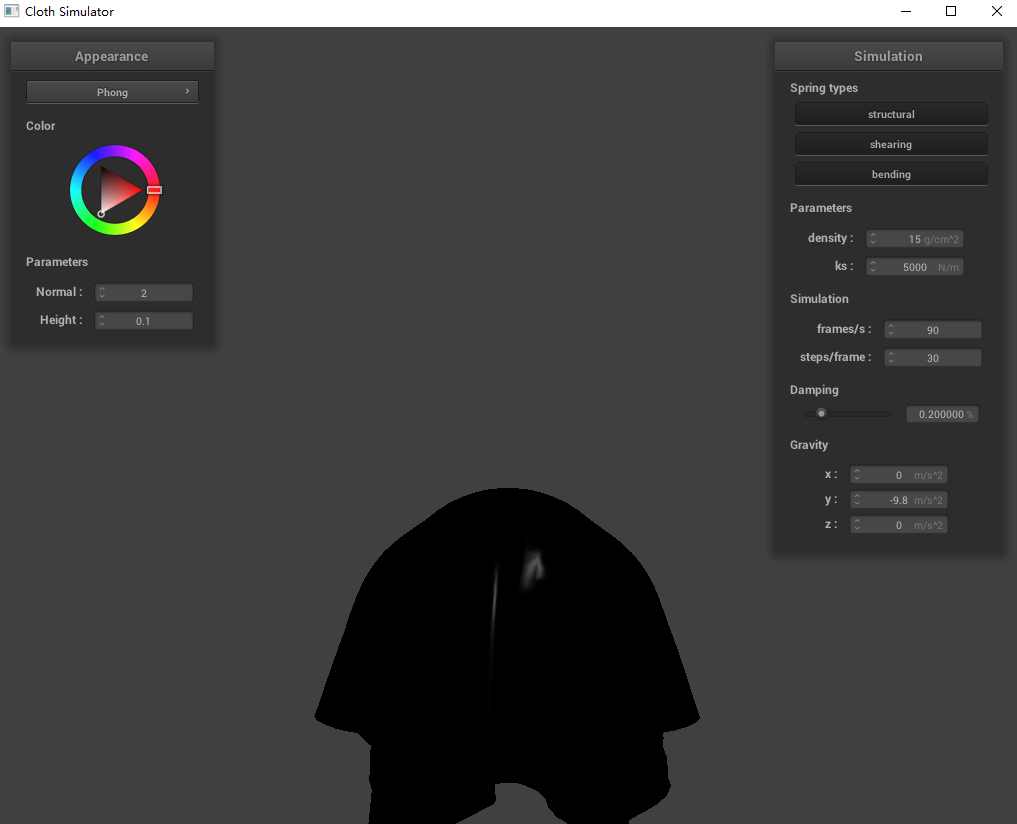 Cloth Simulator
Appearance
Phong
Color
Parameters
Normal : 2
Height : 0.1
Simulation
Spring types
structural
shearing
bending
Parameters
density : 15 g/cm^2
ks : 5000 N/m
Simulation
frames/s : 90
steps/frame : 30
Damping
0.200000 %
Gravity
x : 0 m/s^2
y : -9.8 m/s^2
z : 0 m/s^2